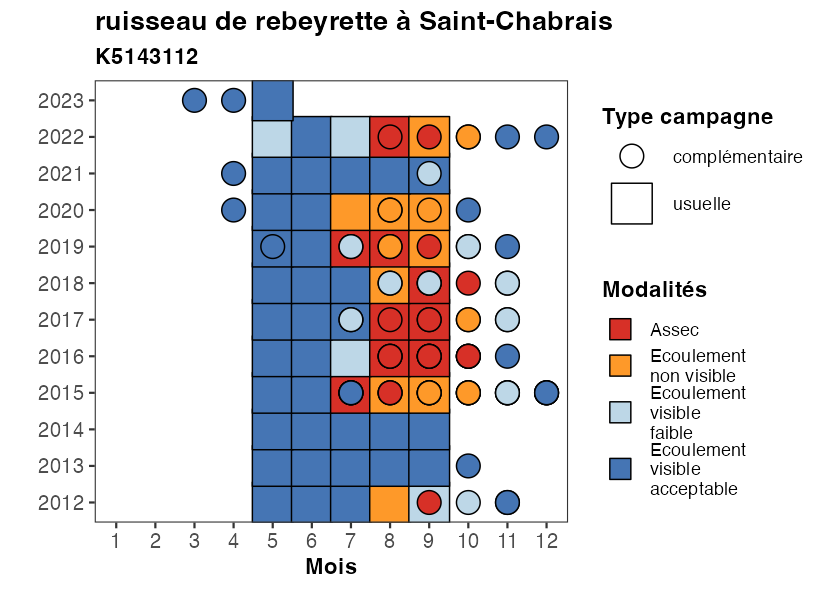 ruisseau de rebeyrette à Saint-Chabrais
K5143112
2023
2022
2021
2020
2019
2018
2017
2016
2015
2014
2013
2012
1 2 3 4 5 6 7 8 9 10 11 12
Mois
Type campagne
complémentaire
usuelle
Modalités
Assec
Ecoulement
non visible
Ecoulement
visible
faible
Ecoulement
visible
acceptable